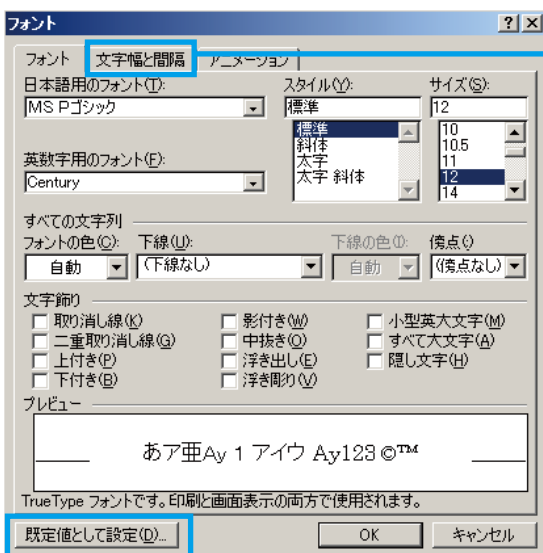 フォント
フォント 文字幅と間隔 アニメーション
日本語用のフォント(T): スタイル(Y): サイズ(S):
MS Pゴシック 標準 12
標準 10
斜体 10.5
太字 11
太字 斜体 12
14
英数字用のフォント(F):
Century
すべての文字列
フォントの色(C): 下線(U): 下線の色(I): 傍点(·)
自動 (下線なし) 自動 (傍点なし)
文字飾り
取り消し線(K) 影付き(W) 小型英大文字(M)
二重取り消し線(G) 中抜き(O) すべて大文字(A)
上付き(P) 浮き出し(E) 隠し文字(H)
下付き(B) 浮き彫り(V)
プレビュー
あア亜Ay 1 アイウ Ay123 ©™
TrueType フォントです。印刷と画面表示の両方で使用されます。
既定値として設定(D)... OK キャンセル